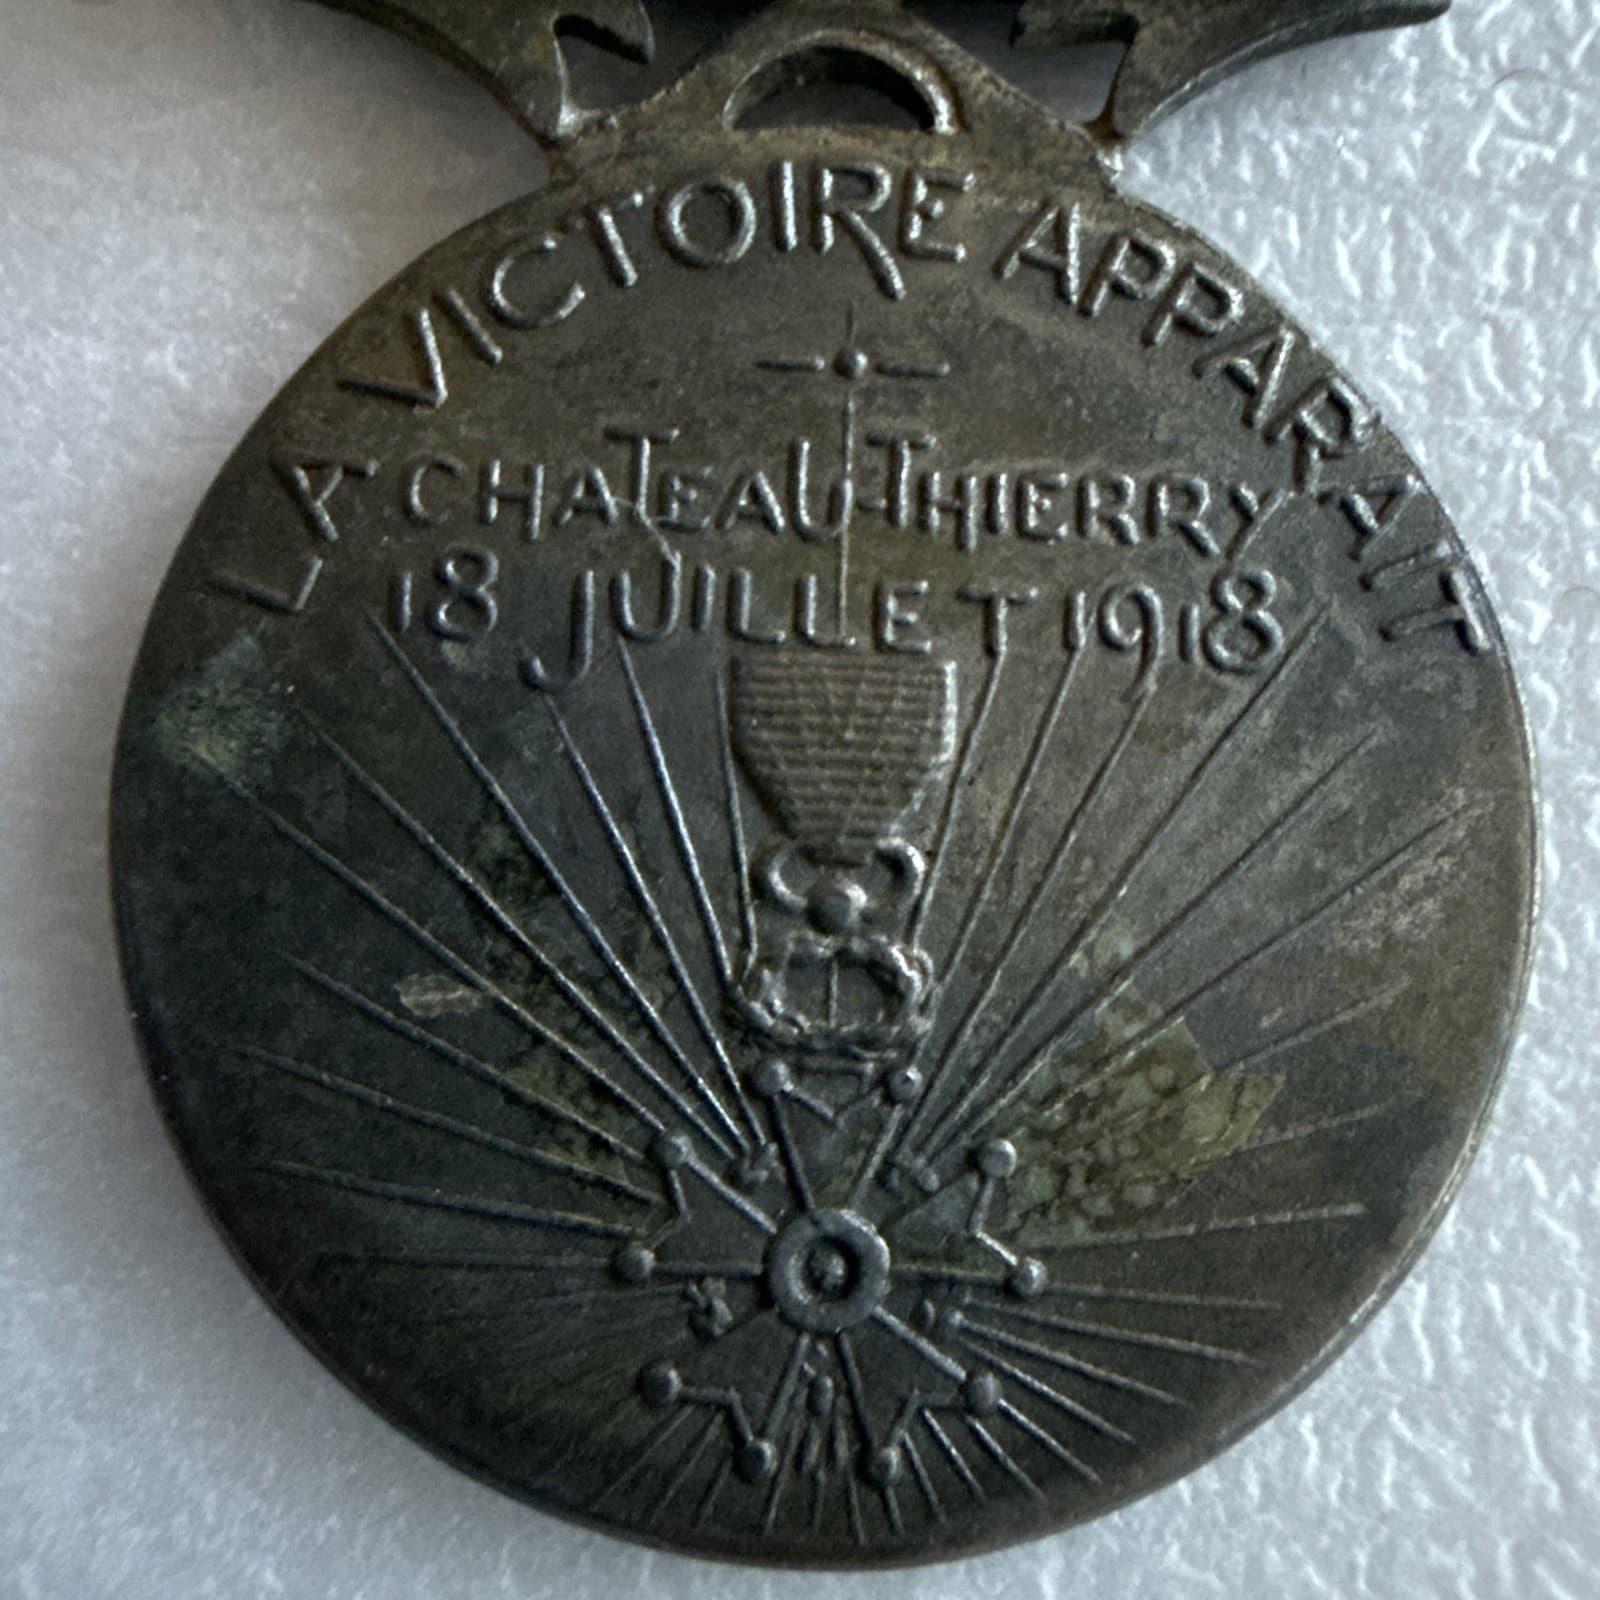 LA VICTOIRE APPARAIT
CHATEAU-THIERRY
18 JUILLET 1918